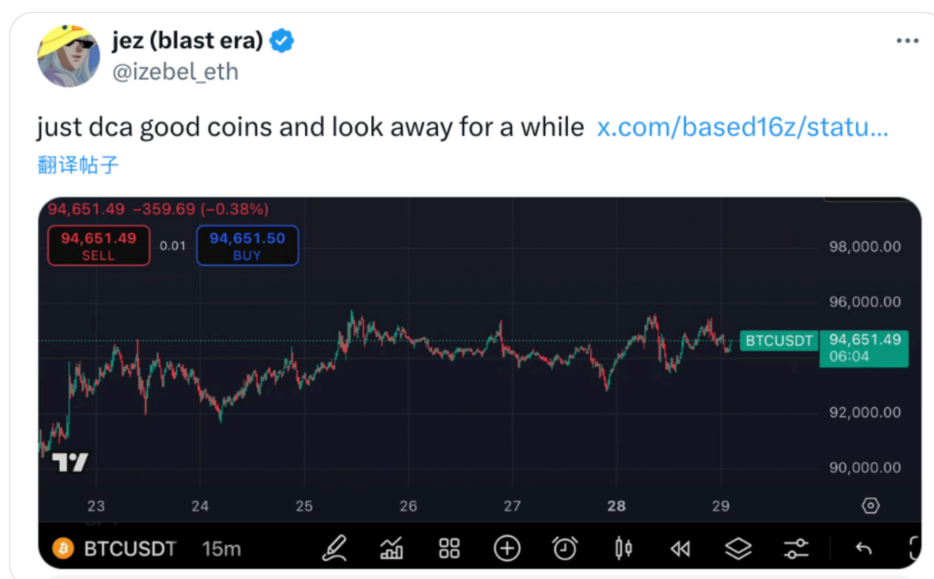 jez (blast era)
@izebel_eth
just dca good coins and look away for a while x.com/based16z/statu...
翻译帖子
94,651.49 −359.69 (−0.38%)
94,651.49 SELL
0.01
94,651.50 BUY
98,000.00
96,000.00
BTCUSDT 94,651.49
06:04
92,000.00
90,000.00
23 24 25 26 27 28 29
BTCUSDT 15m